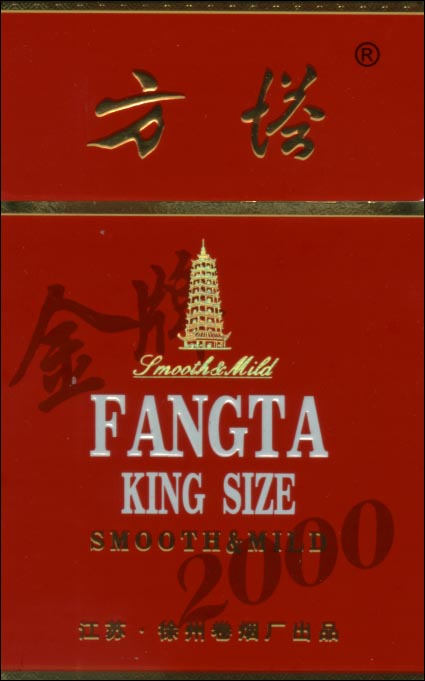 方塔®
金牌
Smooth & Mild
FANGTA
KING SIZE
SMOOTH & MILD
2000
江苏·徐州卷烟厂出品